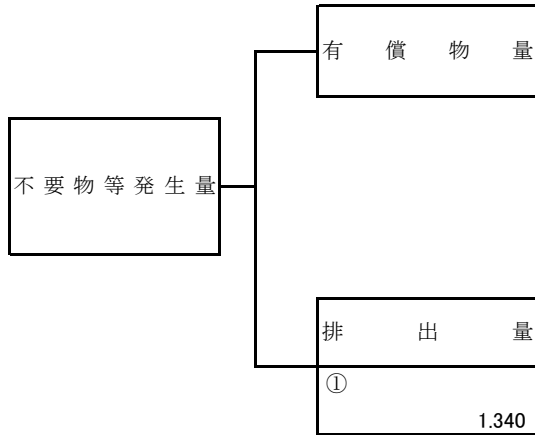 有償物量
不要物等発生量
排出量
①
1.340